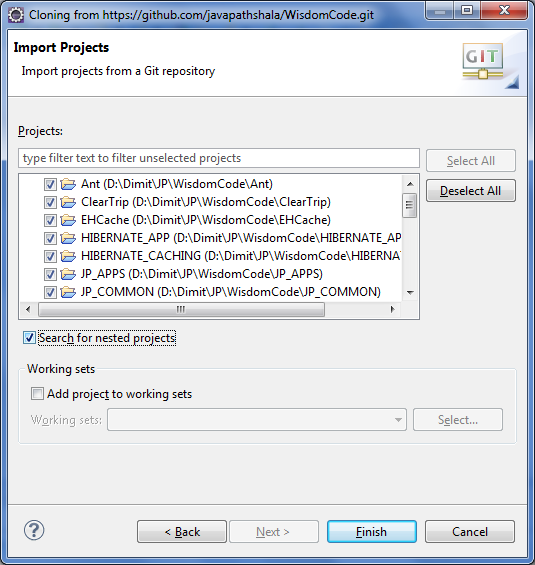 Cloning from https://github.com/javapathshala/WisdomCode.git
Import Projects
Import projects from a Git repository
GIT
Projects:
type filter text to filter unselected projects
Select All
Deselect All
Ant (D:\Dimit\JP\WisdomCode\Ant)
ClearTrip (D:\Dimit\JP\WisdomCode\ClearTrip)
EHCache (D:\Dimit\JP\WisdomCode\EHCache)
HIBERNATE_APP (D:\Dimit\JP\WisdomCode\HIBERNATE_AP
HIBERNATE_CACHING (D:\Dimit\JP\WisdomCode\HIBERNA
JP_APPS (D:\Dimit\JP\WisdomCode\JP_APPS)
JP_COMMON (D:\Dimit\JP\WisdomCode\JP_COMMON)
Search for nested projects
Working sets
Add project to working sets
Working sets:
Select...
?
< Back
Next >
Finish
Cancel